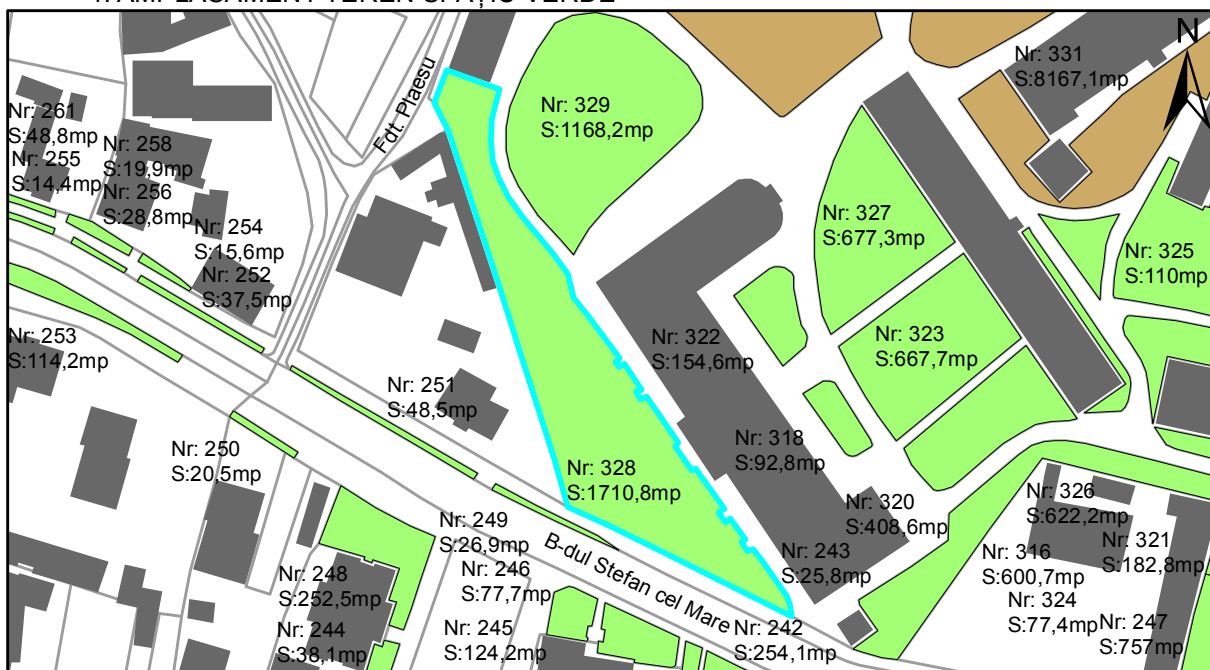 1. AMPLASAMENT TEREN SPAȚIU VERDE
N
Nr: 331
S:8167,1mp
Fdt. Plaesu
Nr: 329
S:1168,2mp
Nr: 261
S:48,8mp
Nr: 255
S:14,4mp
Nr: 258
S:19,9mp
Nr: 256
S:28,8mp
Nr: 254
S:15,6mp
Nr: 252
S:37,5mp
Nr: 327
S:677,3mp
Nr: 325
S:110mp
Nr: 253
S:114,2mp
Nr: 322
S:154,6mp
Nr: 323
S:667,7mp
Nr: 251
S:48,5mp
Nr: 250
S:20,5mp
Nr: 328
S:1710,8mp
Nr: 318
S:92,8mp
Nr: 320
S:408,6mp
Nr: 326
S:622,2mp
Nr: 249
S:26,9mp
Nr: 246
S:77,7mp
B-dul Stefan cel Mare
Nr: 243
S:25,8mp
Nr: 316
S:600,7mp
Nr: 321
S:182,8mp
Nr: 248
S:252,5mp
Nr: 244
S:38,1mp
Nr: 245
S:124,2mp
Nr: 242
S:254,1mp
Nr: 324
S:77,4mp
Nr: 247
S:757mp